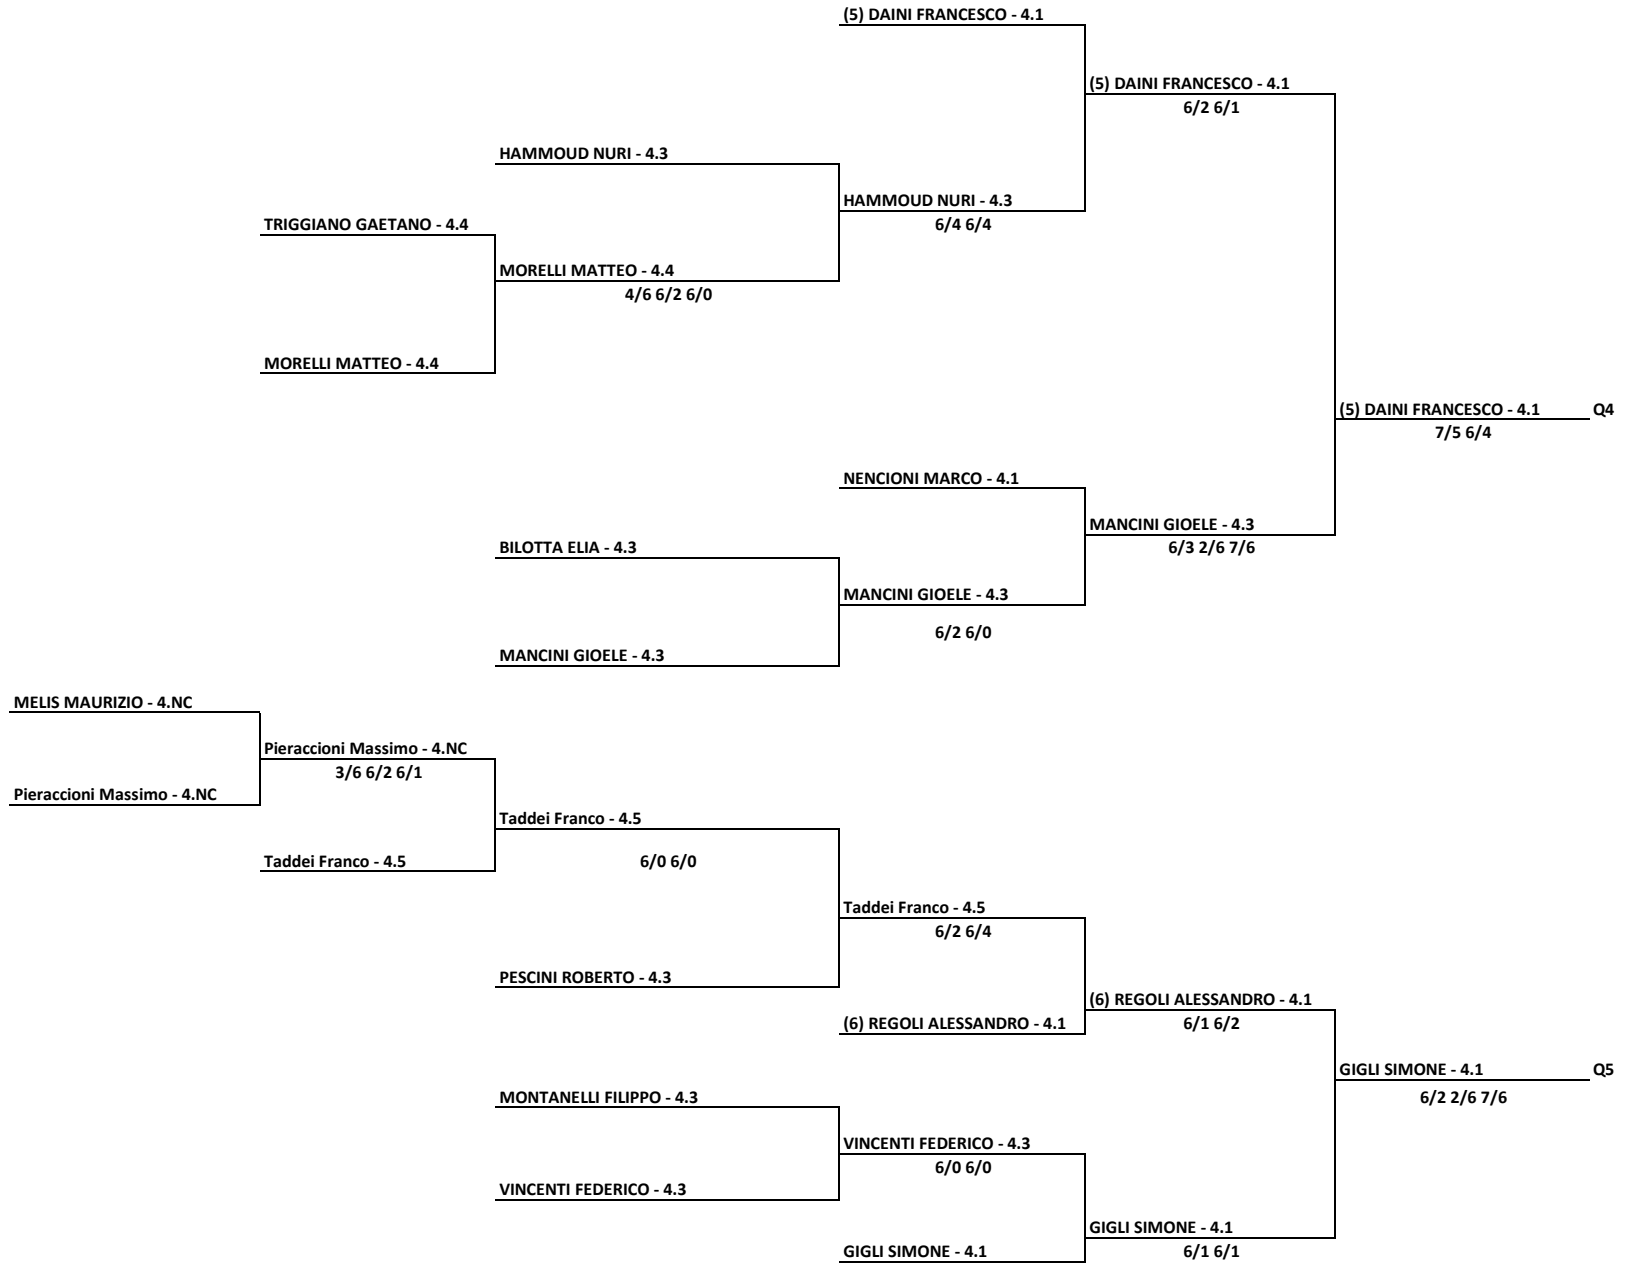 (5) DAINI FRANCESCO - 4.1
(5) DAINI FRANCESCO - 4.1
6/2 6/1
HAMMOUD NURI - 4.3
HAMMOUD NURI - 4.3
6/4 6/4
TRIGGIANO GAETANO - 4.4
MORELLI MATTEO - 4.4
4/6 6/2 6/0
MORELLI MATTEO - 4.4
(5) DAINI FRANCESCO - 4.1 Q4
7/5 6/4
NENCIONI MARCO - 4.1
MANCINI GIOELE - 4.3
6/3 2/6 7/6
BILOTTA ELIA - 4.3
MANCINI GIOELE - 4.3
6/2 6/0
MANCINI GIOELE - 4.3
MELIS MAURIZIO - 4.NC
Pieraccioni Massimo - 4.NC
3/6 6/2 6/1
Pieraccioni Massimo - 4.NC
Taddei Franco - 4.5
6/0 6/0
Taddei Franco - 4.5
Taddei Franco - 4.5
6/2 6/4
PESCINI ROBERTO - 4.3
(6) REGOLI ALESSANDRO - 4.1
6/1 6/2
(6) REGOLI ALESSANDRO - 4.1
GIGLI SIMONE - 4.1 Q5
6/2 2/6 7/6
MONTANELLI FILIPPO - 4.3
VINCENTI FEDERICO - 4.3
6/0 6/0
VINCENTI FEDERICO - 4.3
GIGLI SIMONE - 4.1
6/1 6/1
GIGLI SIMONE - 4.1